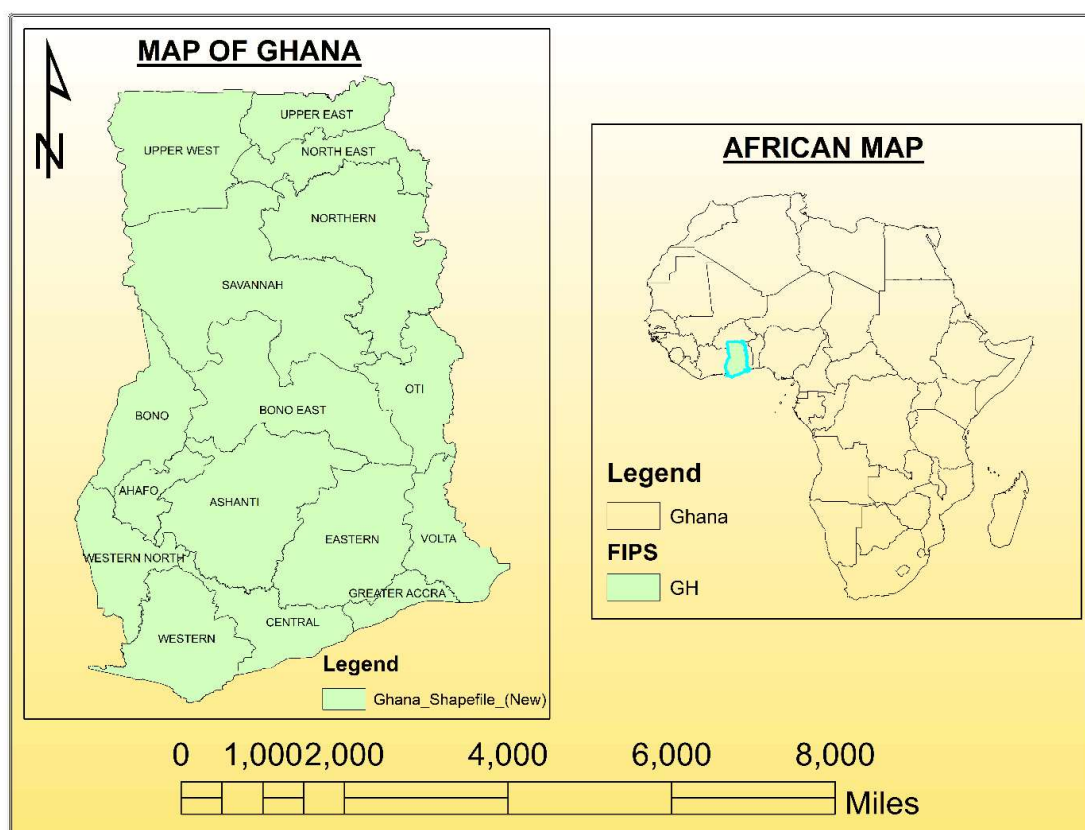 MAP OF GHANA
N
UPPER EAST
UPPER WEST
NORTH EAST
NORTHERN
SAVANNAH
OTI
BONO
BONO EAST
AHAFO
ASHANTI
EASTERN
VOLTA
WESTERN NORTH
GREATER ACCRA
CENTRAL
WESTERN
Legend
Ghana_Shapefile_(New)
AFRICAN MAP
Legend
Ghana
FIPS
GH
0 1,000 2,000 4,000 6,000 8,000
Miles